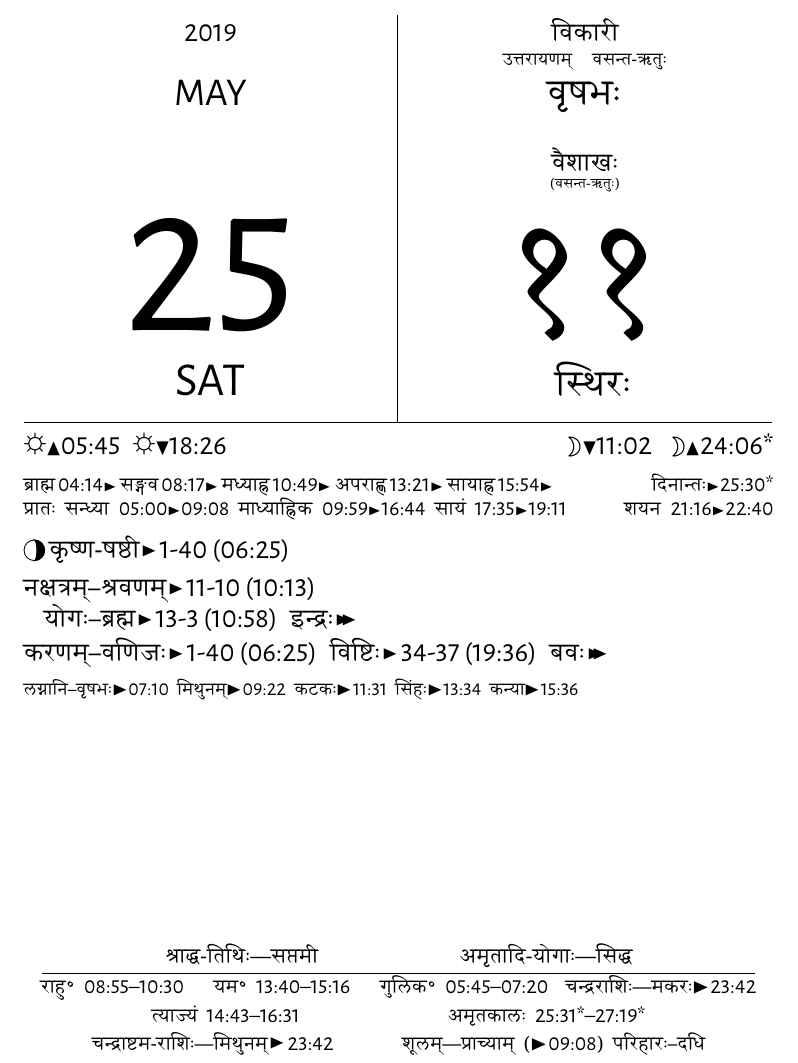 2019
MAY
25
SAT
विकारी
उत्तरायणम् वसन्त-ऋतुः
वृषभः
वैशाखः
(वसन्त-ऋतुः)
११
स्थिरः
☼▲05:45 ☼▼18:26 ☽▼11:02 ☽▲24:06*
ब्राह्म 04:14► सङ्गव 08:17► मध्याह्न 10:49► अपराह्ण 13:21► सायाह्न 15:54► दिनान्तः►25:30*
प्रातः सन्ध्या 05:00►09:08 माध्याह्निक 09:59►16:44 सायं 17:35►19:11 शयन 21:16►22:40
कृष्ण-षष्ठी►1-40 (06:25)
नक्षत्रम्–श्रवणम्►11-10 (10:13)
योगः–ब्रह्म►13-3 (10:58) इन्द्रः►►
करणम्–वणिजः►1-40 (06:25) विष्टिः►34-37 (19:36) बवः►►
लग्नानि–वृषभः►07:10 मिथुनम्►09:22 कटकः►11:31 सिंहः►13:34 कन्या►15:36
श्राद्ध-तिथिः—सप्तमी अमृतादि-योगाः—सिद्ध
राहु॰ 08:55–10:30 यम॰ 13:40–15:16 गुलिक॰ 05:45–07:20 चन्द्रराशिः—मकरः►23:42
त्याज्यं 14:43–16:31 अमृतकालः 25:31*–27:19*
चन्द्राष्टम-राशिः—मिथुनम्►23:42 शूलम्—प्राच्याम् (►09:08) परिहारः–दधि